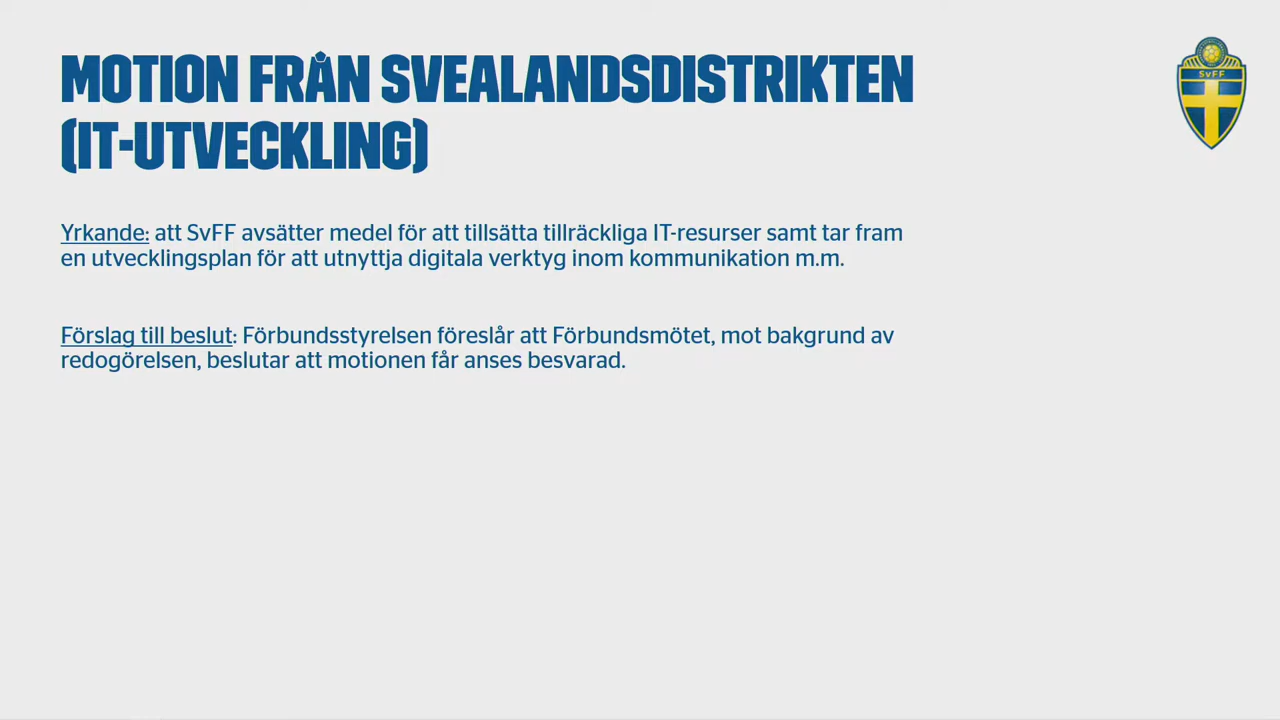 MOTION FRÅN SVEALANDSDISTRIKTEN
(IT-UTVECKLING)
SvFF
Yrkande: att SvFF avsätter medel för att tillsätta tillräckliga IT-resurser samt tar fram
en utvecklingsplan för att utnyttja digitala verktyg inom kommunikation m.m.
Förslag till beslut: Förbundsstyrelsen föreslår att Förbundsmötet, mot bakgrund av
redogörelsen, beslutar att motionen får anses besvarad.